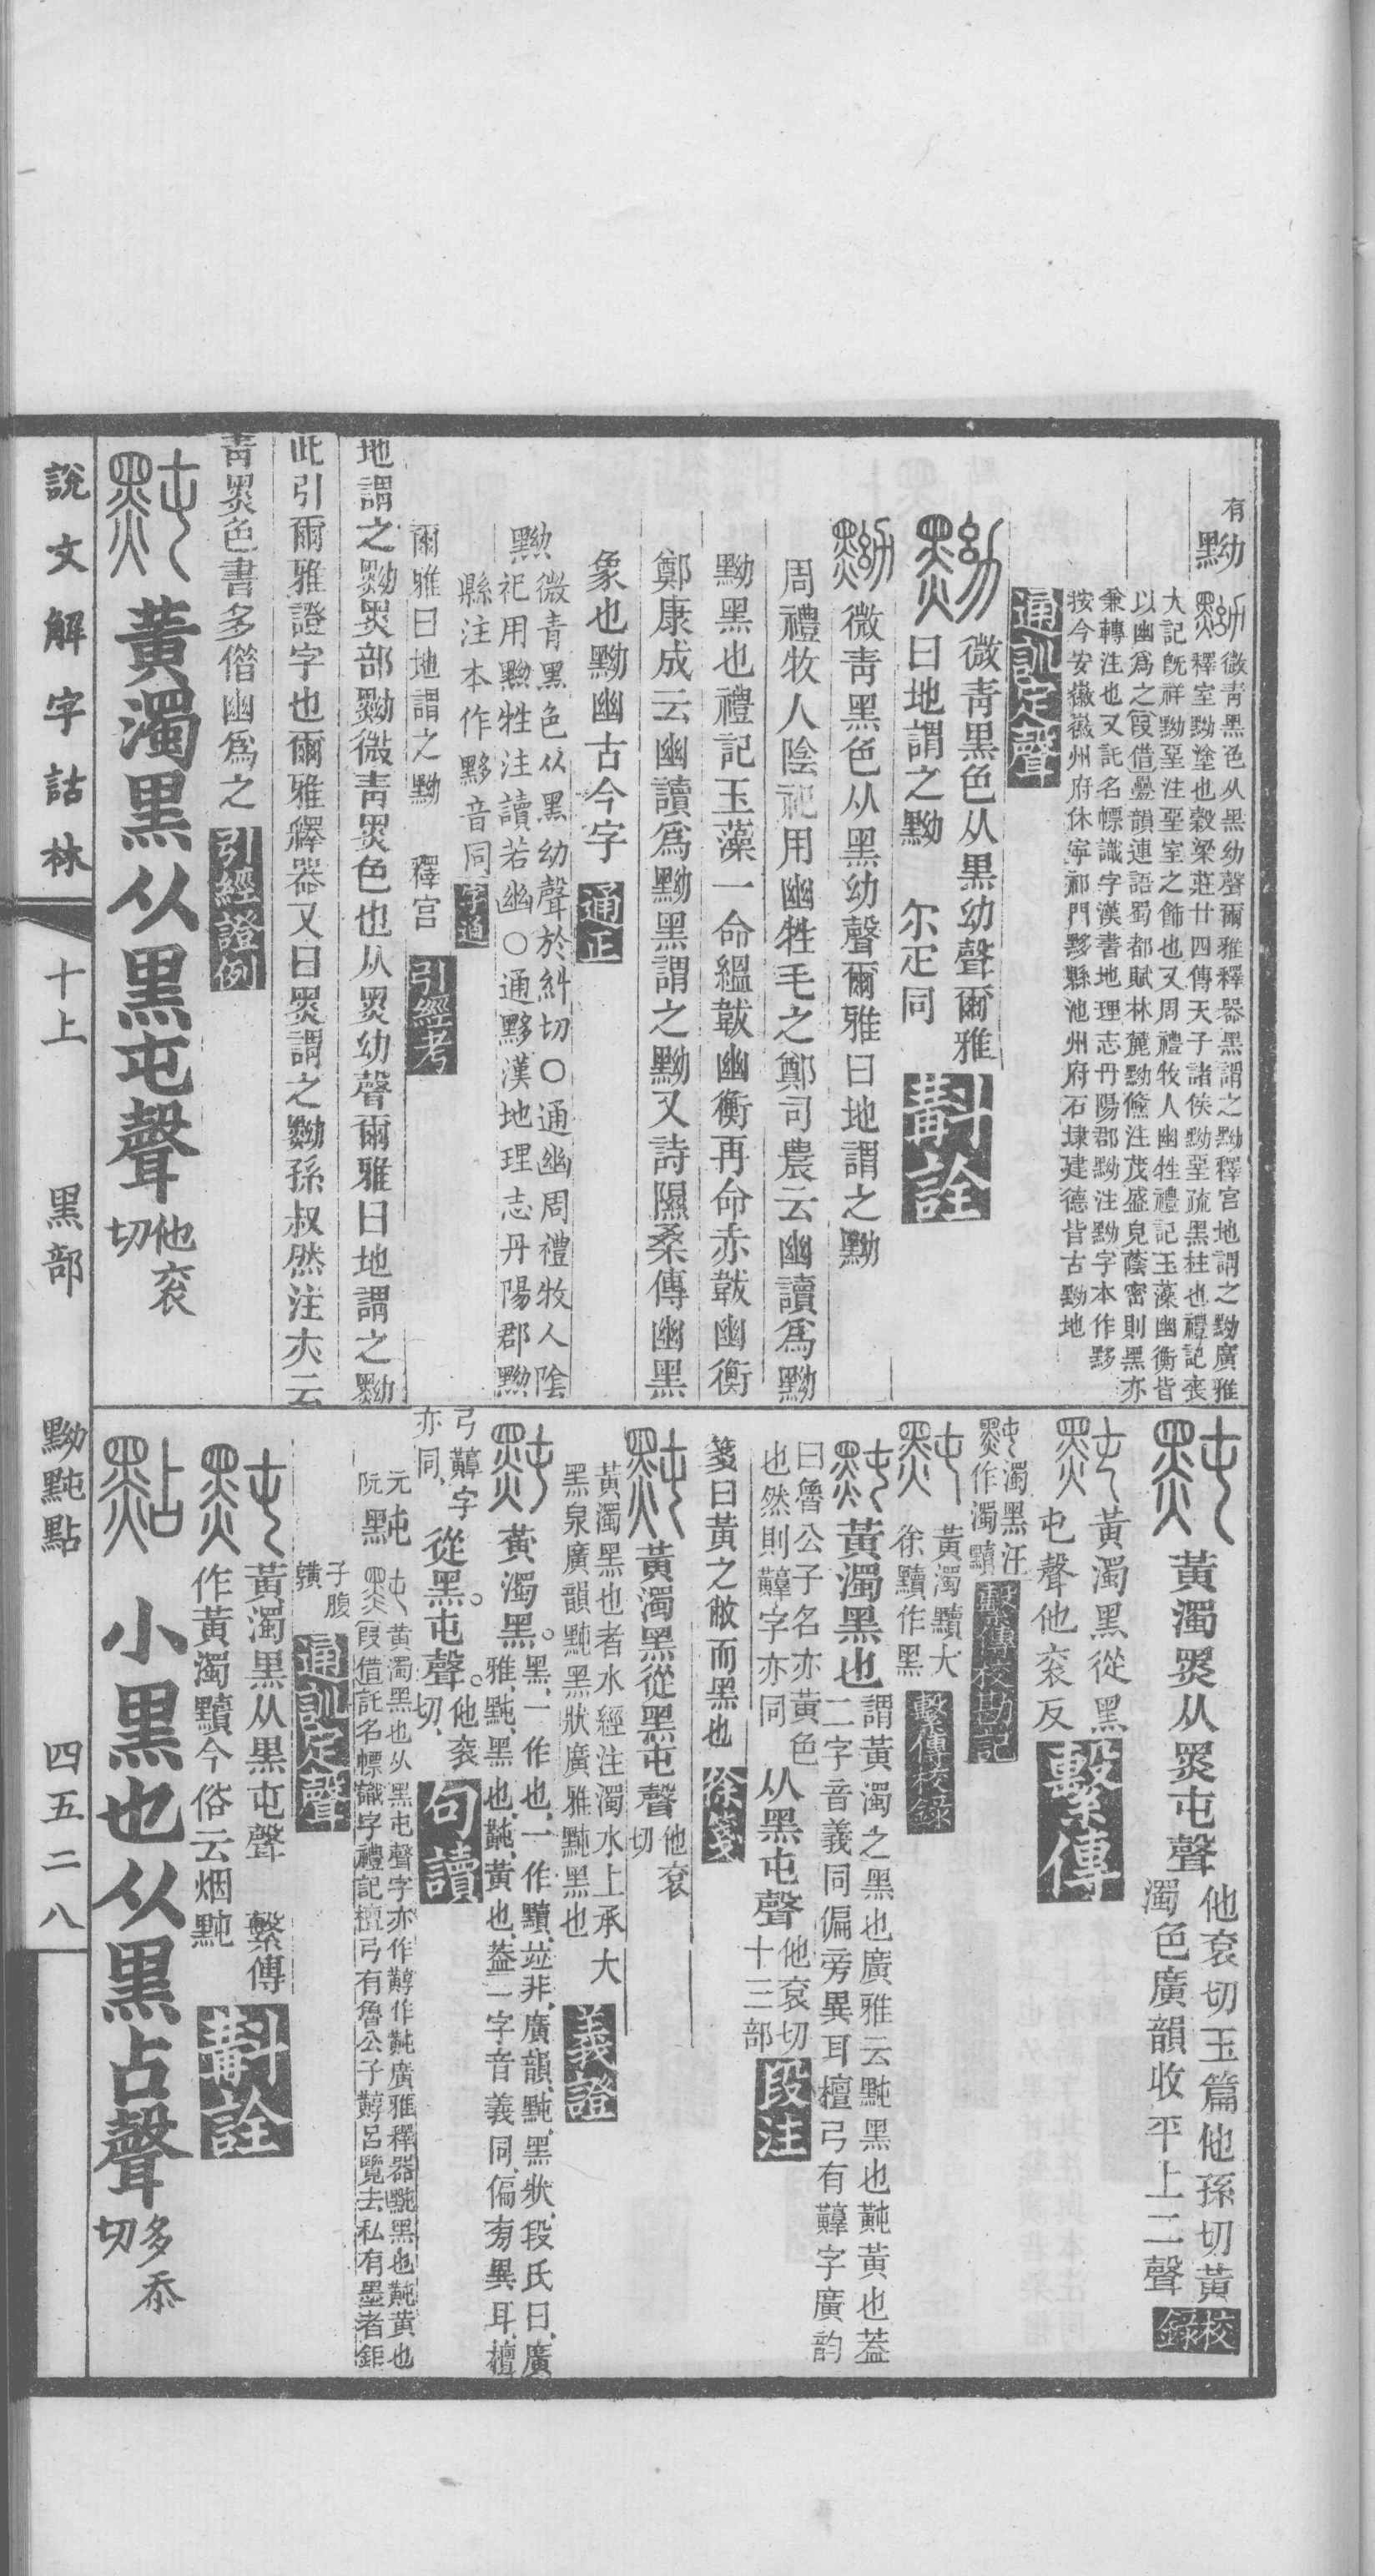 有黝
微青黑色从黑幼聲爾雅釋器黑謂之黝釋宫地謂之黝廣雅
釋室黝塗也穀梁莊廿四傳天子諸侯黝堊疏黑柱也禮記喪
大記既祥黝堊注堊室之飾也又周禮牧人幽牲禮記玉藻幽衡皆
以幽爲之叚借疊韻連語蜀都賦林麓黝儵注茂盛皃蔭密則黑亦
兼轉注也又託名幖識字漢書地理志丹陽郡黝注黝字本作黟
按今安徽徽州府休寧祁門黟縣池州府石埭建德皆古黝地
通訓定聲
微青黑色从黑幼聲爾雅
曰地謂之黝 尔疋同
斠詮
微青黑色从黑幼聲爾雅曰地謂之黝
周禮牧人陰祀用幽牲毛之鄭司農云幽讀爲黝
黝黑也禮記玉藻一命縕韍幽衡再命赤韍幽衡
鄭康成云幽讀爲黝黑謂之黝又詩隰桑傳幽黑
象也黝幽古今字 通正
黝 微青黑色从黑幼聲於糾切○通幽周禮牧人陰
祀用黝牲注讀若幽○通黟漢地理志丹陽郡黝
縣注本作黟音同 字通
爾雅曰地謂之黝 釋宫 引經考
地謂之黝黑部黝微青黑色也从黑幼聲爾雅曰地謂之黝
此引爾雅證字也爾雅釋器又曰黑謂之黝孫叔然注亦云
青黑色書多借幽爲之 引經證例
黃濁黑从黑屯聲 他衮切
說文解字詁林 十上 黑部 黝黗點 四五二八
黃濁黑从黑屯聲 他衮切玉篇他孫切黃
濁色廣韻收平上二聲 校錄
黃濁黑從黑
屯聲他衮反 繫傳
濁黑汪
作濁黷 繫傳校勘記
黃濁黷大
徐黷作黑 繫傳校錄
黃濁黑也 謂黃濁之黑也廣雅云黗黑也黗黃也蓋
二字音義同偏旁異耳檀弓有𪏆字廣韵
曰魯公子名亦黃色
也然則𪏆字亦同 从黑屯聲 他衮切
十三部 段注
箋曰黃之敝而黑也 徐箋
黃濁黑從黑屯聲 他衮切
黃濁黑也者水經注濁水上承大
黑泉廣韻黗黑狀廣雅黗黑也 義證
黃濁黑。 黑、一作也、一作黷、竝非、廣韻、黗、黑狀、段氏曰、廣
雅、黗、黑也、黗、黃也、葢二字音義同、偏旁異耳、檀
弓𪏆字
亦同、 從黑。屯聲。 他衮切、 句讀
元黗
阮
黃濁黑也从黑屯聲字亦作𪏆作黗廣雅釋器黗黑也黗黃也
叚借託名幖識字禮記檀弓有魯公子𪏆呂覽去私有墨者鉅
子腹
䵃 通訓定聲
黃濁黑从黑屯聲 繫傳
作黃濁黷今俗云烟黗 斠詮
小黑也从黑占聲 多忝切